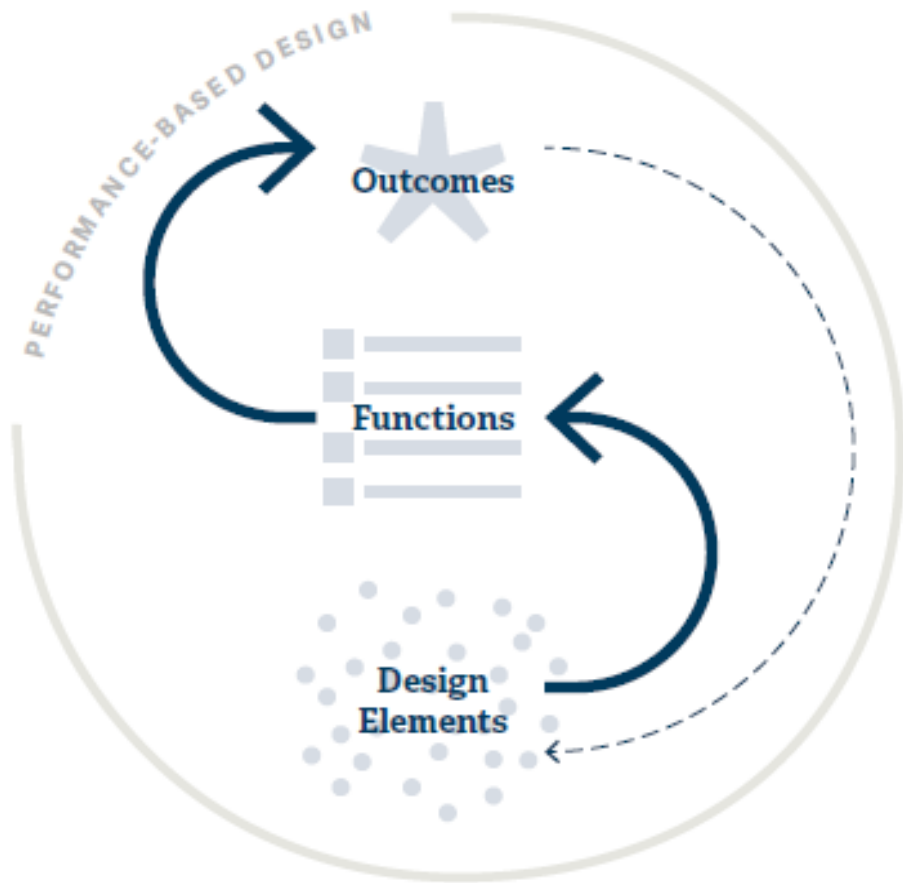 PERFORMANCE-BASED DESIGN
Outcomes
Functions
Design
Elements